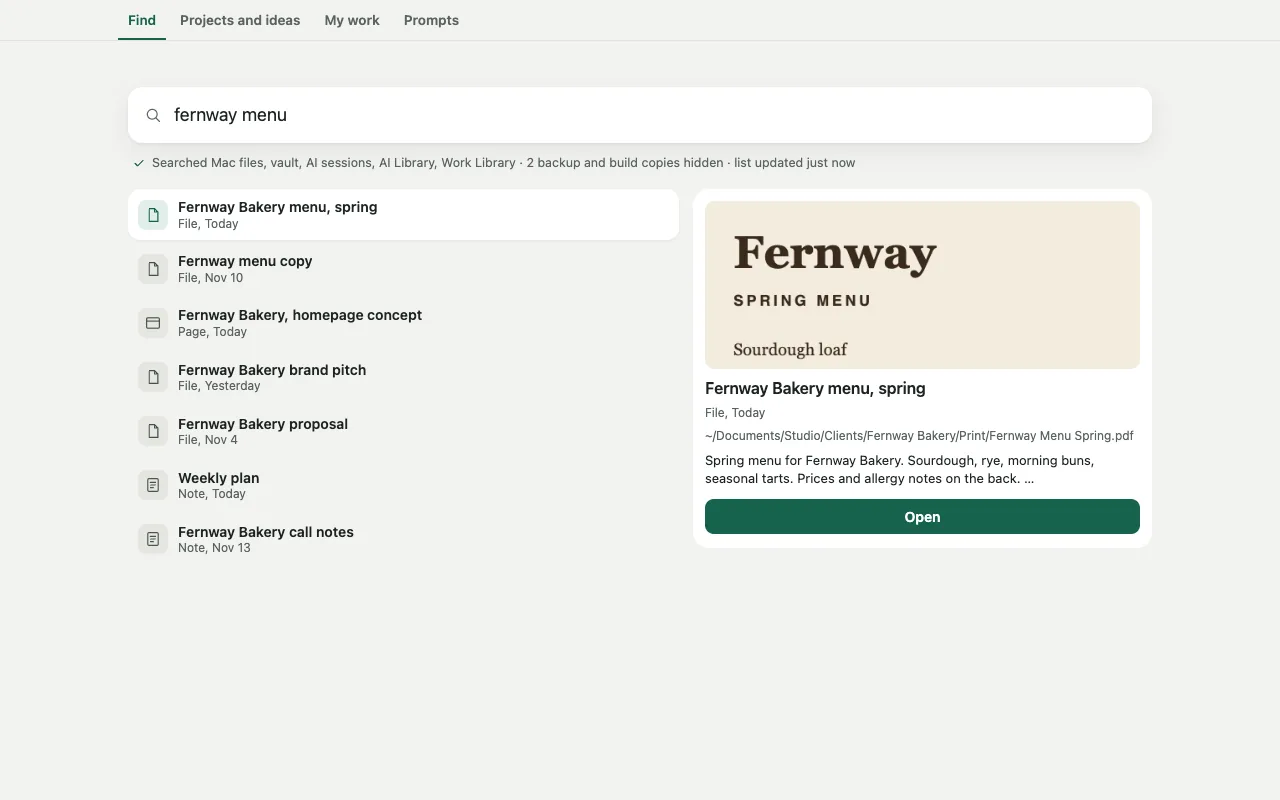 Find
Projects and ideas
My work
Prompts
fernway menu
Searched Mac files, vault, AI sessions, AI Library, Work Library · 2 backup and build copies hidden · list updated just now
Fernway Bakery menu, spring
File, Today
Fernway menu copy
File, Nov 10
Fernway Bakery, homepage concept
Page, Today
Fernway Bakery brand pitch
File, Yesterday
Fernway Bakery proposal
File, Nov 4
Weekly plan
Note, Today
Fernway Bakery call notes
Note, Nov 13
Fernway
SPRING MENU
Sourdough loaf
Fernway Bakery menu, spring
File, Today
~/Documents/Studio/Clients/Fernway Bakery/Print/Fernway Menu Spring.pdf
Spring menu for Fernway Bakery. Sourdough, rye, morning buns,
seasonal tarts. Prices and allergy notes on the back. ...
Open